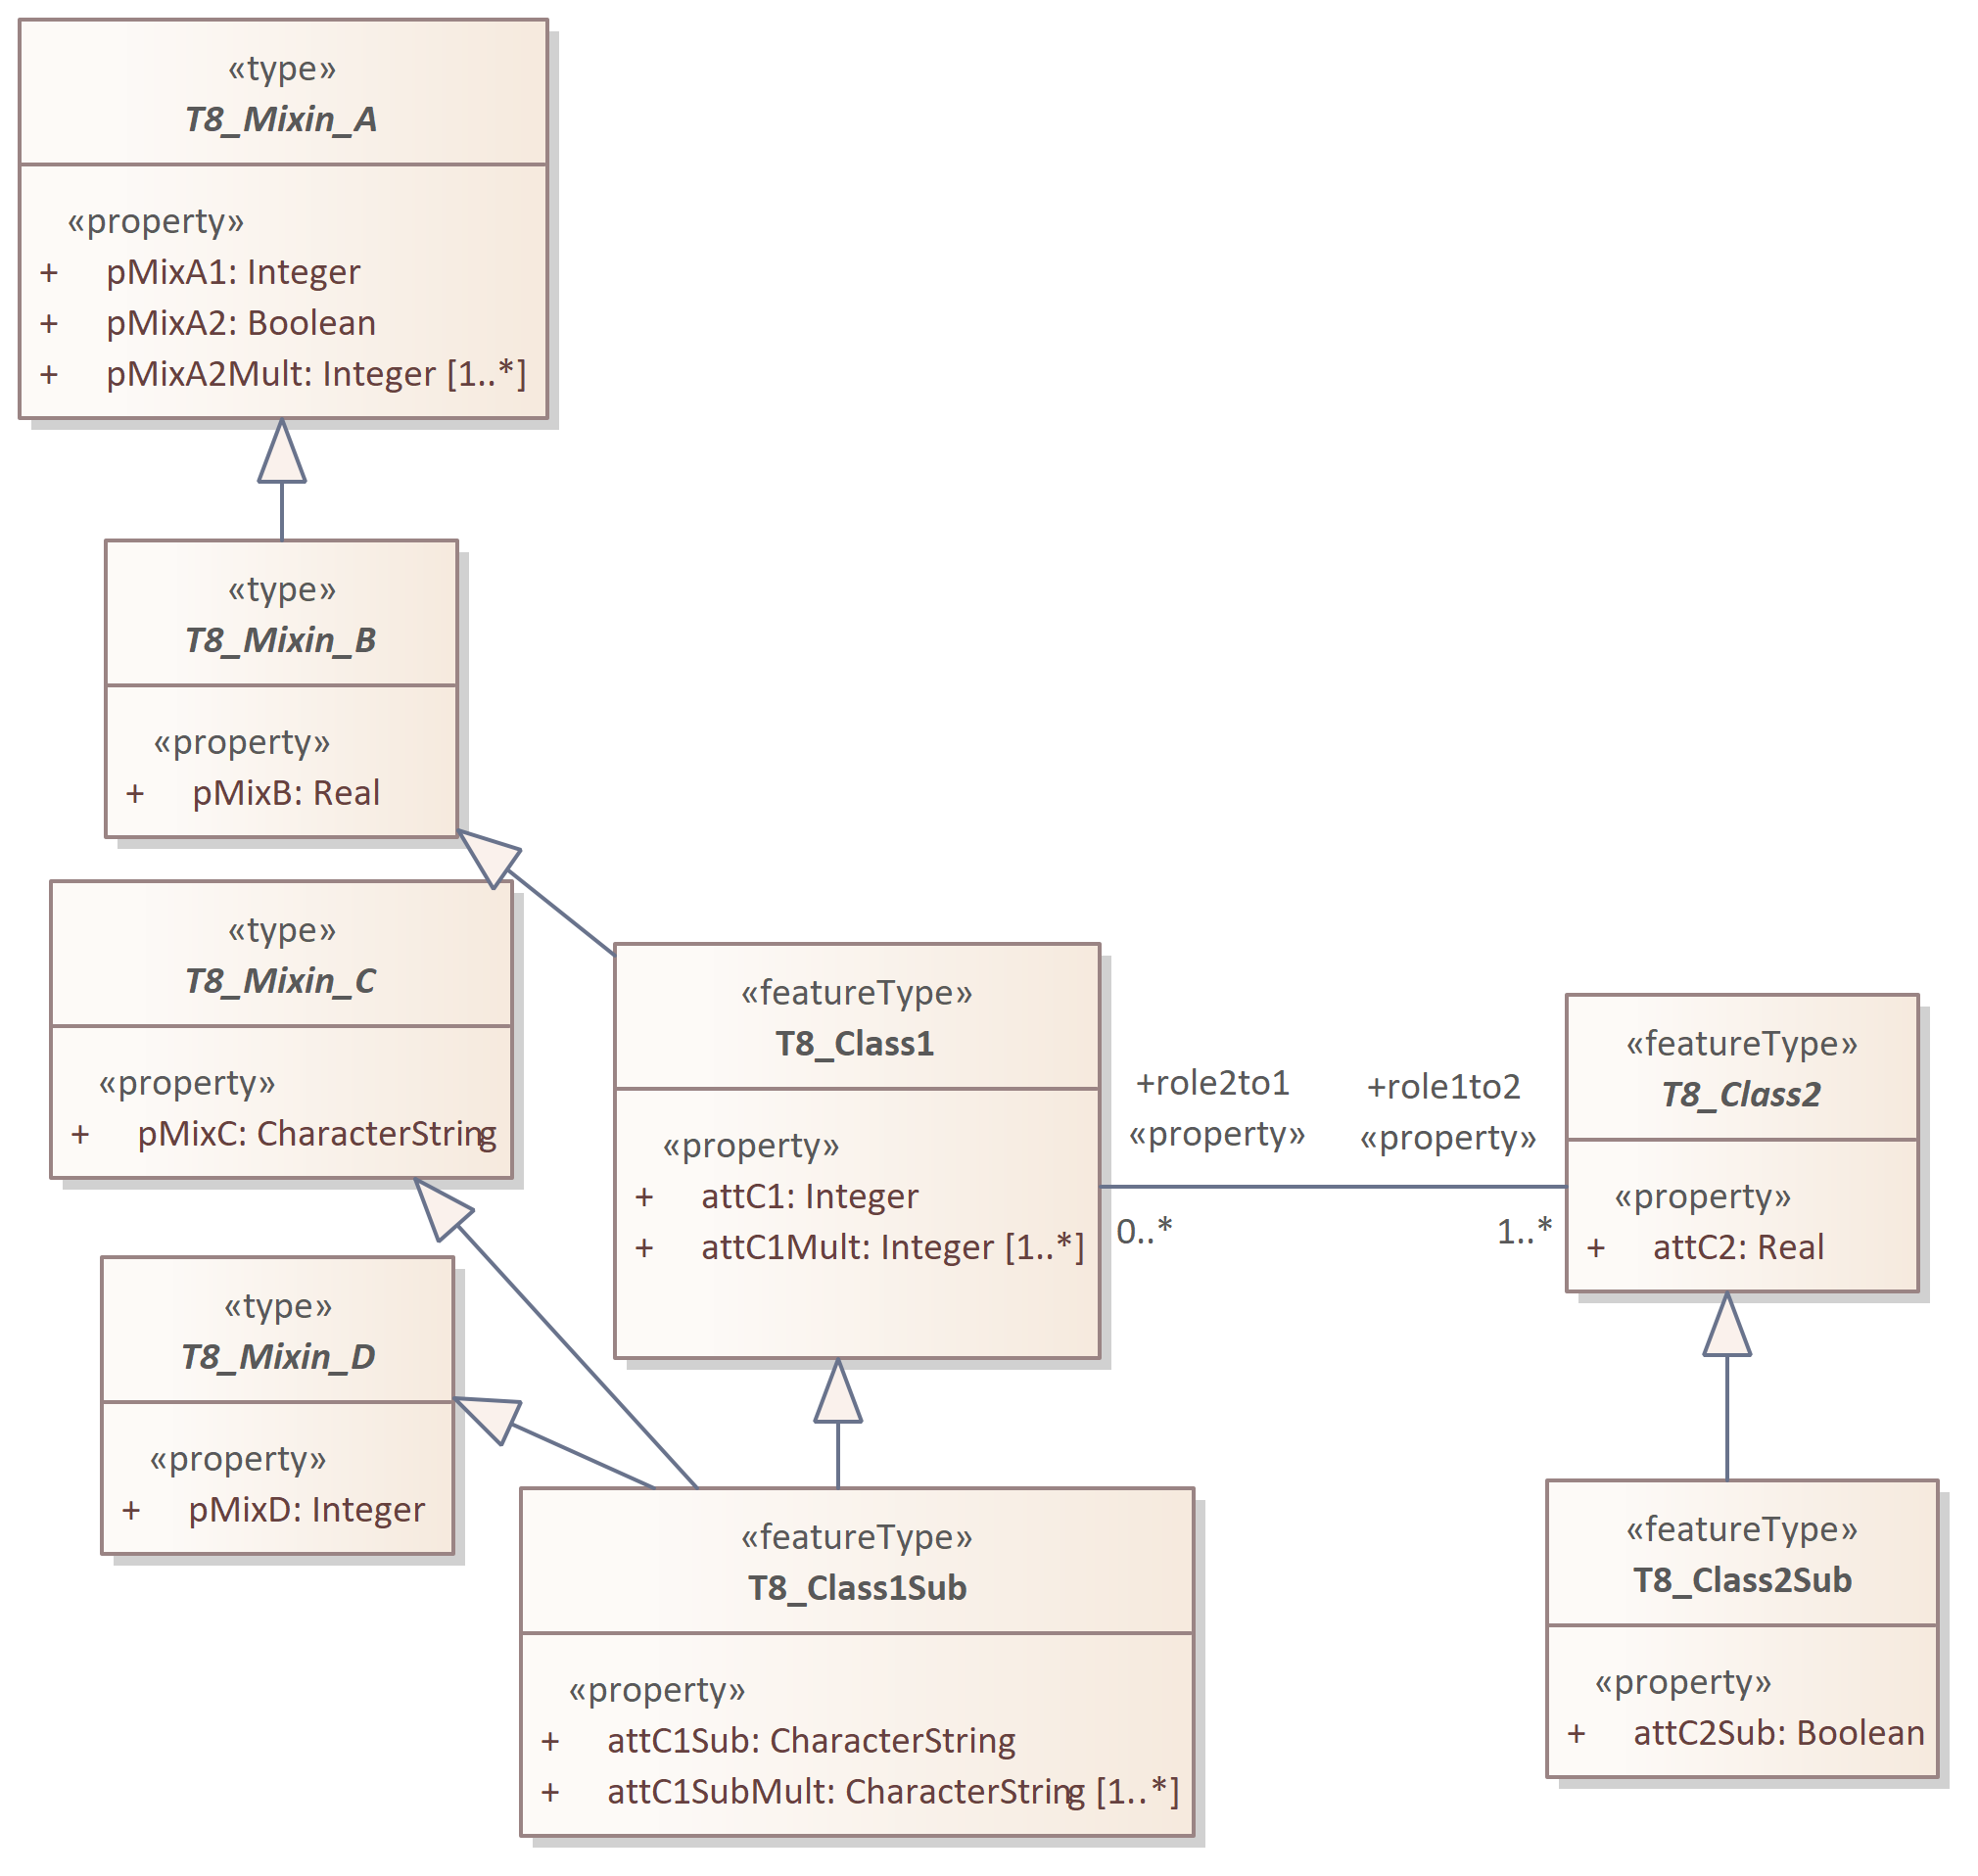 «type»
T8_Mixin_A
«property»
+ pMixA1: Integer
+ pMixA2: Boolean
+ pMixA2Mult: Integer [1..*]
«type»
T8_Mixin_B
«property»
+ pMixB: Real
«type»
T8_Mixin_C
«property»
+ pMixC: CharacterString
«type»
T8_Mixin_D
«property»
+ pMixD: Integer
«featureType»
T8_Class1
«property»
+ attC1: Integer
+ attC1Mult: Integer [1..*]
+role2to1
«property»
0..*
+role1to2
«property»
1..*
«featureType»
T8_Class2
«property»
+ attC2: Real
«featureType»
T8_Class1Sub
«property»
+ attC1Sub: CharacterString
+ attC1SubMult: CharacterString [1..*]
«featureType»
T8_Class2Sub
«property»
+ attC2Sub: Boolean